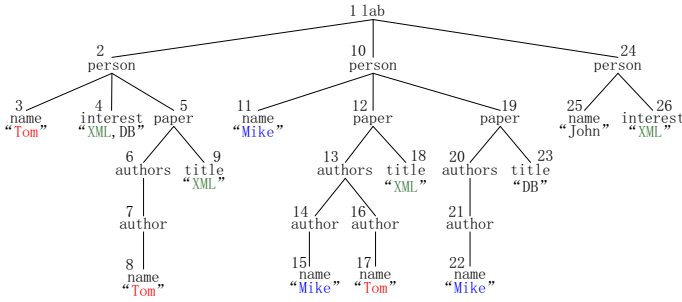 1 lab
2 10 24
person person person
3 4 5 11 12 19 25 26
name interest paper name paper paper name interest
“Tom” “XML,DB” “Mike” “John” “XML”
6 9 13 18 20 23
authors title authors title authors title
“XML” “XML” “DB”
7 14 16 21
author author author author
8 15 17 22
name name name name
“Tom” “Mike” “Tom” “Mike”